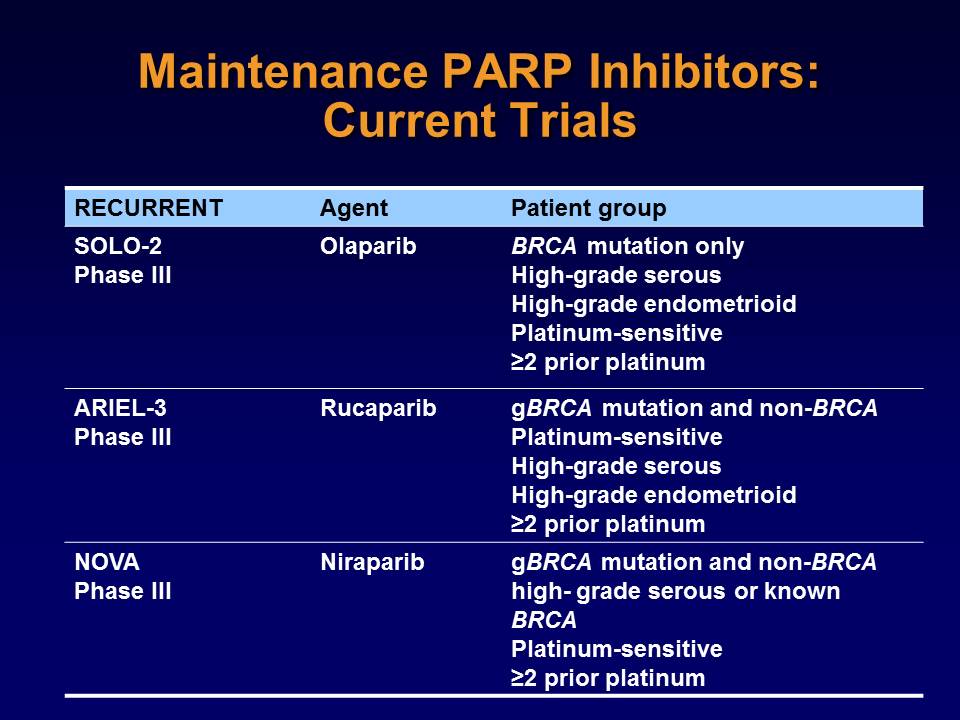 Maintenance PARP Inhibitors:
Current Trials
RECURRENT Agent Patient group
SOLO-2 Olaparib BRCA mutation only
Phase III High-grade serous
High-grade endometrioid
Platinum-sensitive
≥2 prior platinum
ARIEL-3 Rucaparib gBRCA mutation and non-BRCA
Phase III Platinum-sensitive
High-grade serous
High-grade endometrioid
≥2 prior platinum
NOVA Niraparib gBRCA mutation and non-BRCA
Phase III high- grade serous or known
BRCA
Platinum-sensitive
≥2 prior platinum